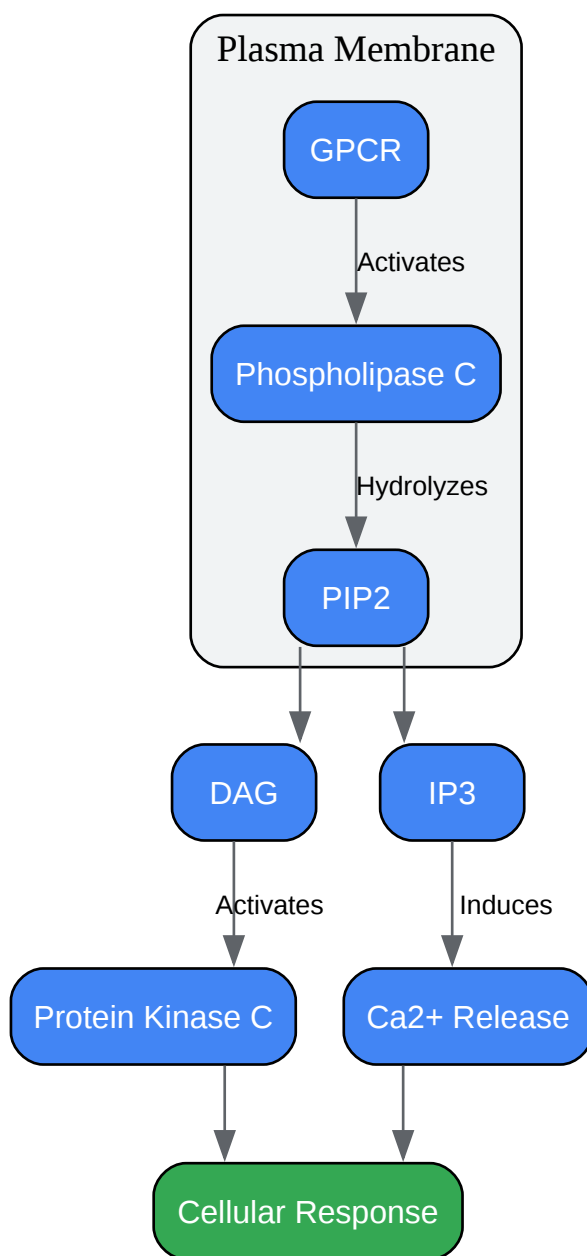 Plasma Membrane
GPCR
Activates
Phospholipase C
Hydrolyzes
PIP2
DAG
IP3
Activates
Induces
Protein Kinase C
Ca2+ Release
Cellular Response